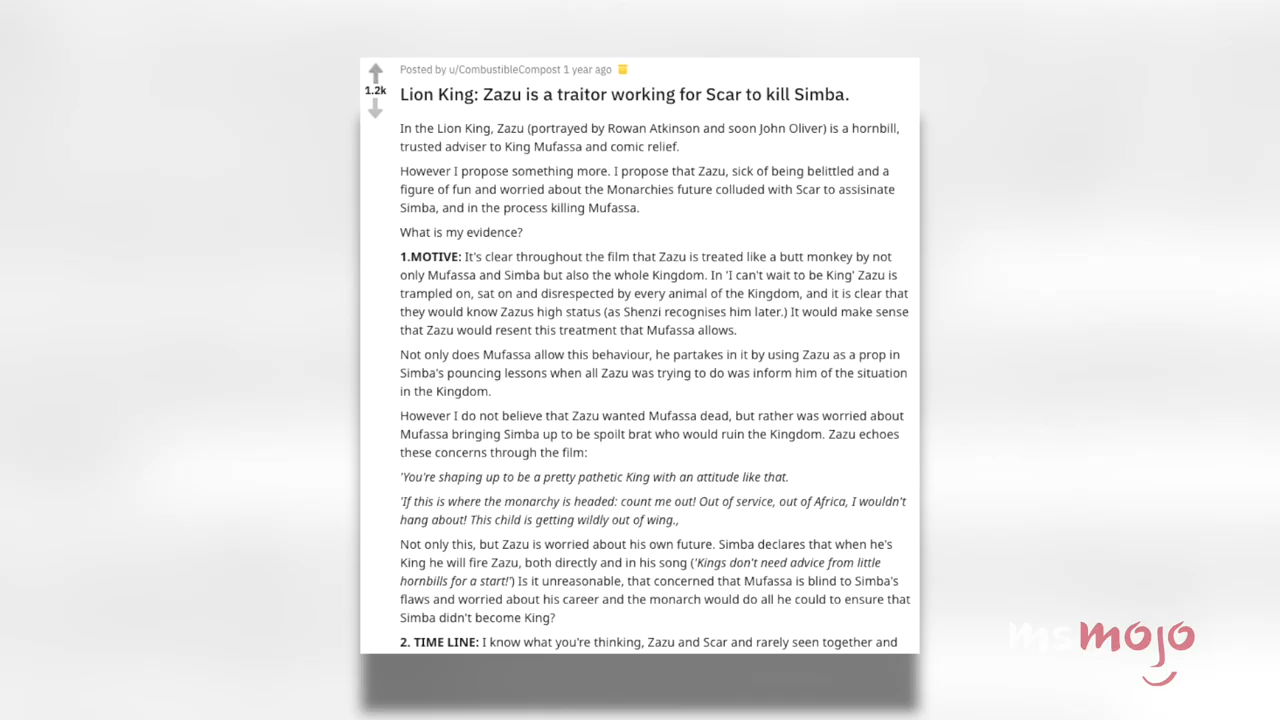 Posted by u/CombustibleCompost 1 year ago
1.2k
Lion King: Zazu is a traitor working for Scar to kill Simba.
In the Lion King, Zazu (portrayed by Rowan Atkinson and soon John Oliver) is a hornbill,
trusted adviser to King Mufassa and comic relief.
However I propose something more. I propose that Zazu, sick of being belittled and a
figure of fun and worried about the Monarchies future colluded with Scar to assisinate
Simba, and in the process killing Mufassa.
What is my evidence?
1.MOTIVE: It's clear throughout the film that Zazu is treated like a butt monkey by not
only Mufassa and Simba but also the whole Kingdom. In 'I can't wait to be King' Zazu is
trampled on, sat on and disrespected by every animal of the Kingdom, and it is clear that
they would know Zazus high status (as Shenzi recognises him later.) It would make sense
that Zazu would resent this treatment that Mufassa allows.
Not only does Mufassa allow this behaviour, he partakes in it by using Zazu as a prop in
Simba's pouncing lessons when all Zazu was trying to do was inform him of the situation
in the Kingdom.
However I do not believe that Zazu wanted Mufassa dead, but rather was worried about
Mufassa bringing Simba up to be spoilt brat who would ruin the Kingdom. Zazu echoes
these concerns through the film:
'You're shaping up to be a pretty pathetic King with an attitude like that.
'If this is where the monarchy is headed: count me out! Out of service, out of Africa, I wouldn't
hang about! This child is getting wildly out of wing.,
Not only this, but Zazu is worried about his own future. Simba declares that when he's
King he will fire Zazu, both directly and in his song ('Kings don't need advice from little
hornbills for a start!') Is it unreasonable, that concerned that Mufassa is blind to Simba's
flaws and worried about his career and the monarch would do all he could to ensure that
Simba didn't become King?
2. TIME LINE: I know what you're thinking, Zazu and Scar and rarely seen together and
msmojo